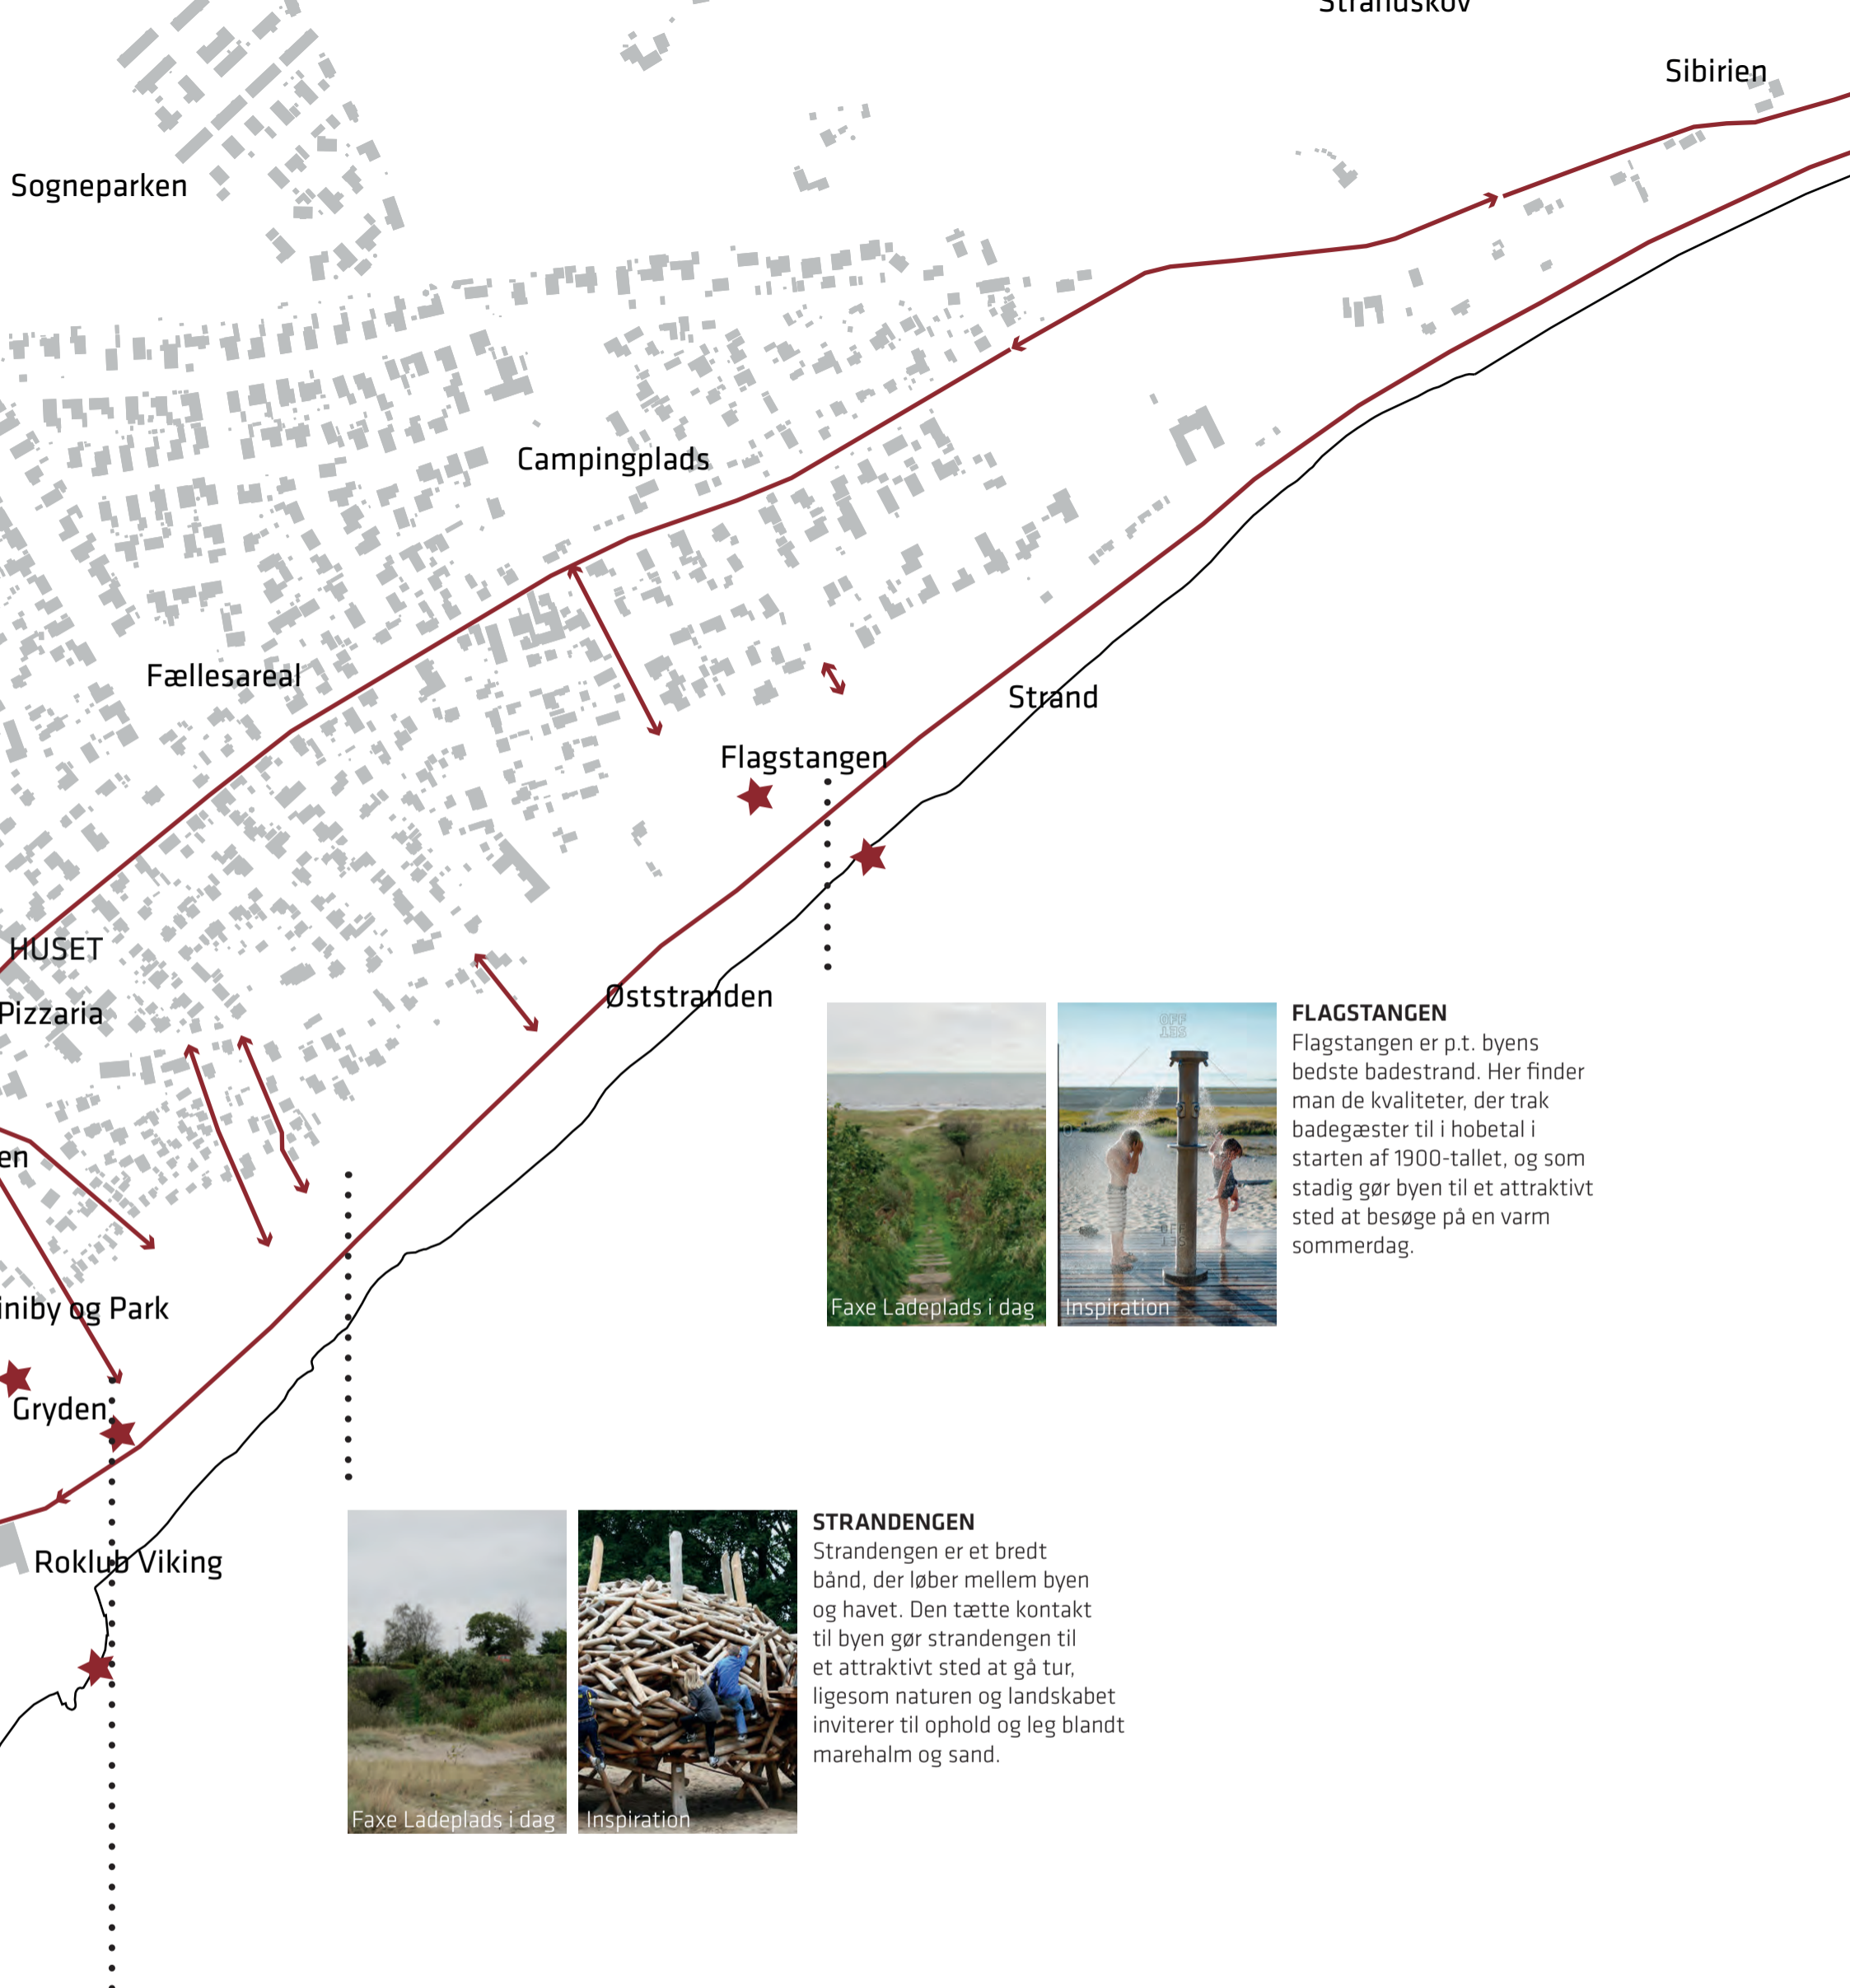 Strandskov
Sibirien
Sogneparken
Campingplads
Fællesareal
Strand
Flagstangen
HUSET
Øststranden
Pizzaria
en
iniby og Park
Gryden
Roklub Viking
FLAGSTANGEN
Flagstangen er p.t. byens
bedste badestrand. Her finder
man de kvaliteter, der trak
badegæster til i hobetal i
starten af 1900-tallet, og som
stadig gør byen til et attraktivt
sted at besøge på en varm
sommerdag.
Faxe Ladeplads i dag
Inspiration
STRANDENGEN
Strandengen er et bredt
bånd, der løber mellem byen
og havet. Den tætte kontakt
til byen gør strandengen til
et attraktivt sted at gå tur,
ligesom naturen og landskabet
inviterer til ophold og leg blandt
marehalm og sand.
Faxe Ladeplads i dag
Inspiration